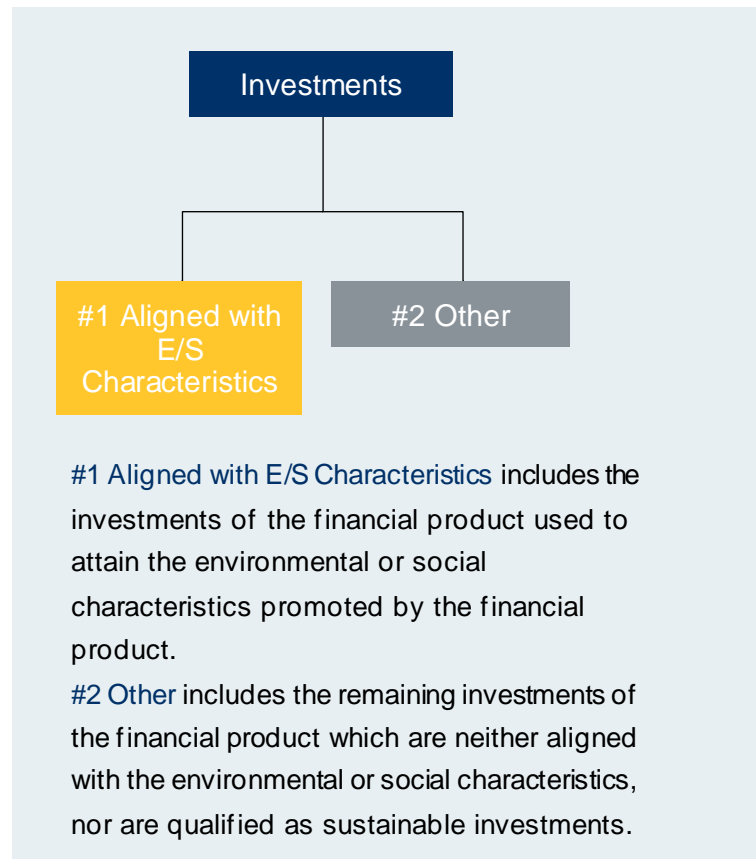 Investments
#1 Aligned with
E/S
Characteristics
#2 Other
#1 Aligned with E/S Characteristics includes the
investments of the financial product used to
attain the environmental or social
characteristics promoted by the financial
product.
#2 Other includes the remaining investments of
the financial product which are neither aligned
with the environmental or social characteristics,
nor are qualified as sustainable investments.